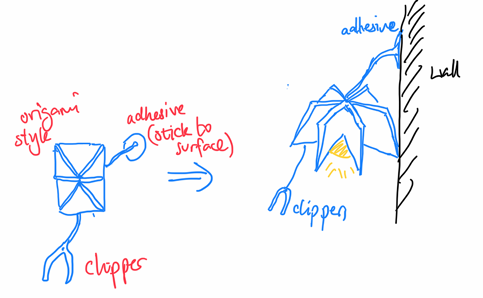 origami
style
adhesive
(stick to
surface)
clipper
adhesive
wall
clipper